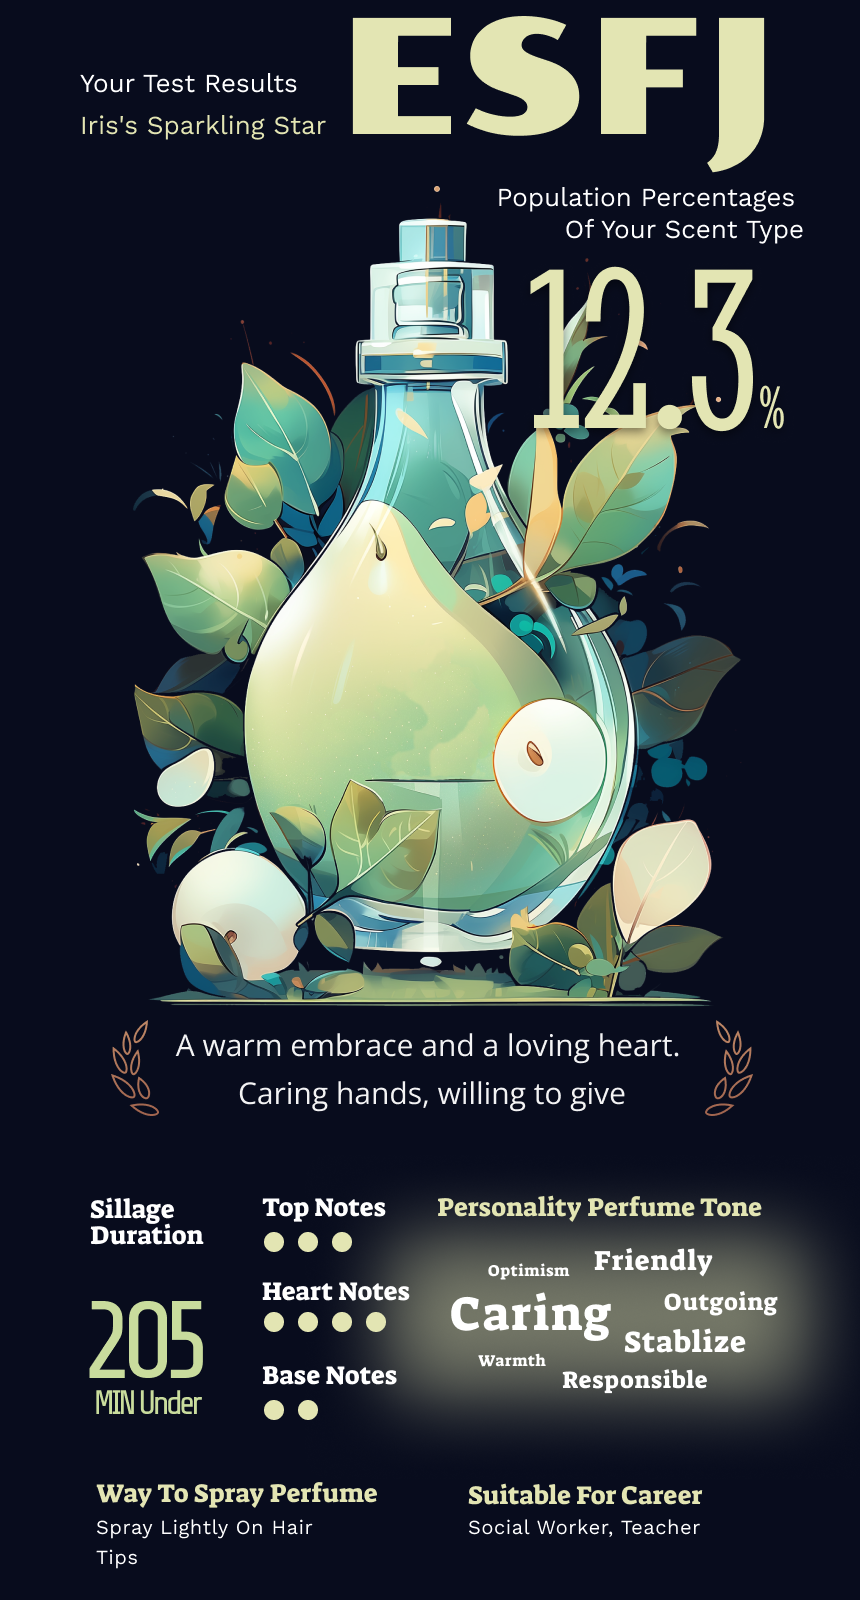 ESFJ
Your Test Results
Iris's Sparkling Star
Population Percentages
Of Your Scent Type
12.3%
A warm embrace and a loving heart.
Caring hands, willing to give
Sillage
Duration
205
MIN Under
Top Notes
Heart Notes
Base Notes
Personality Perfume Tone
Optimism
Friendly
Caring
Outgoing
Stablize
Warmth
Responsible
Way To Spray Perfume
Spray Lightly On Hair
Tips
Suitable For Career
Social Worker, Teacher